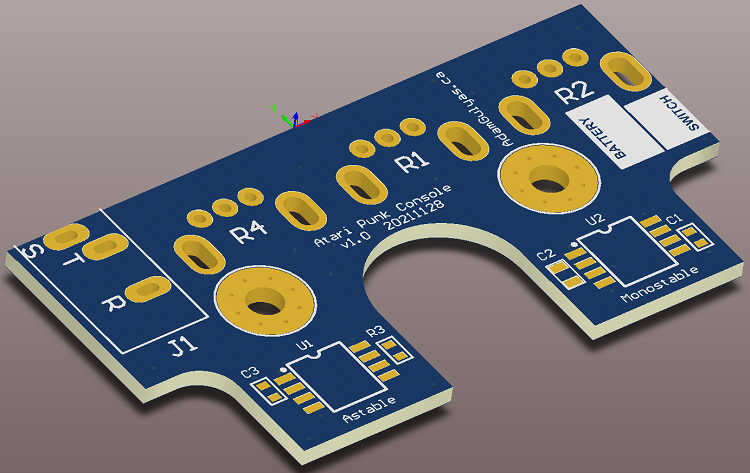 AdamGulyas.ca
R2
BATTERY
SWITCH
R1
Atari Punk Console
v1.0 20211128
R4
S
T
R
J1
U2
C1
C2
Monostable
U1
R3
C3
Astable